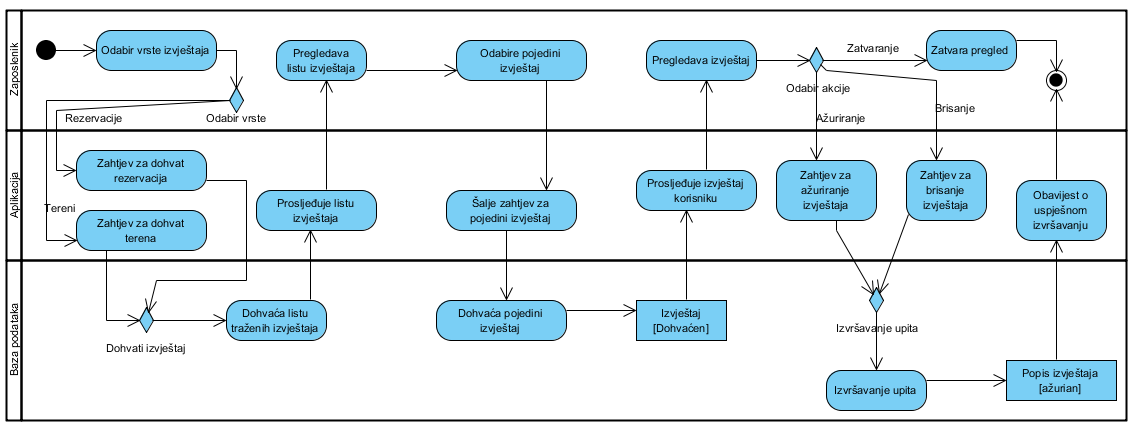 Zaposlenik
Odabir vrste izvještaja
Odabir vrste
Rezervacije
Pregledava
listu izvještaja
Odabire pojedini
izvještaj
Pregledava izvještaj
Odabir akcije
Zatvaranje
Zatvara pregled
Ažuriranje
Brisanje
Aplikacija
Zahtjev za dohvat
rezervacija
Tereni
Zahtjev za dohvat
terena
Prosljeđuje listu
izvještaja
Šalje zahtjev za
pojedini izvještaj
Prosljeđuje izvještaj
korisniku
Zahtjev za
ažuriranje
izvještaja
Zahtjev za
brisanje
izvještaja
Obavijest o
uspješnom
izvršavanju
Baza podataka
Dohvati izvještaj
Dohvaća listu
traženih izvještaja
Dohvaća pojedini
izvještaj
Izvještaj
[Dohvaćen]
Izvršavanje upita
Izvršavanje upita
Popis izvještaja
[ažurian]